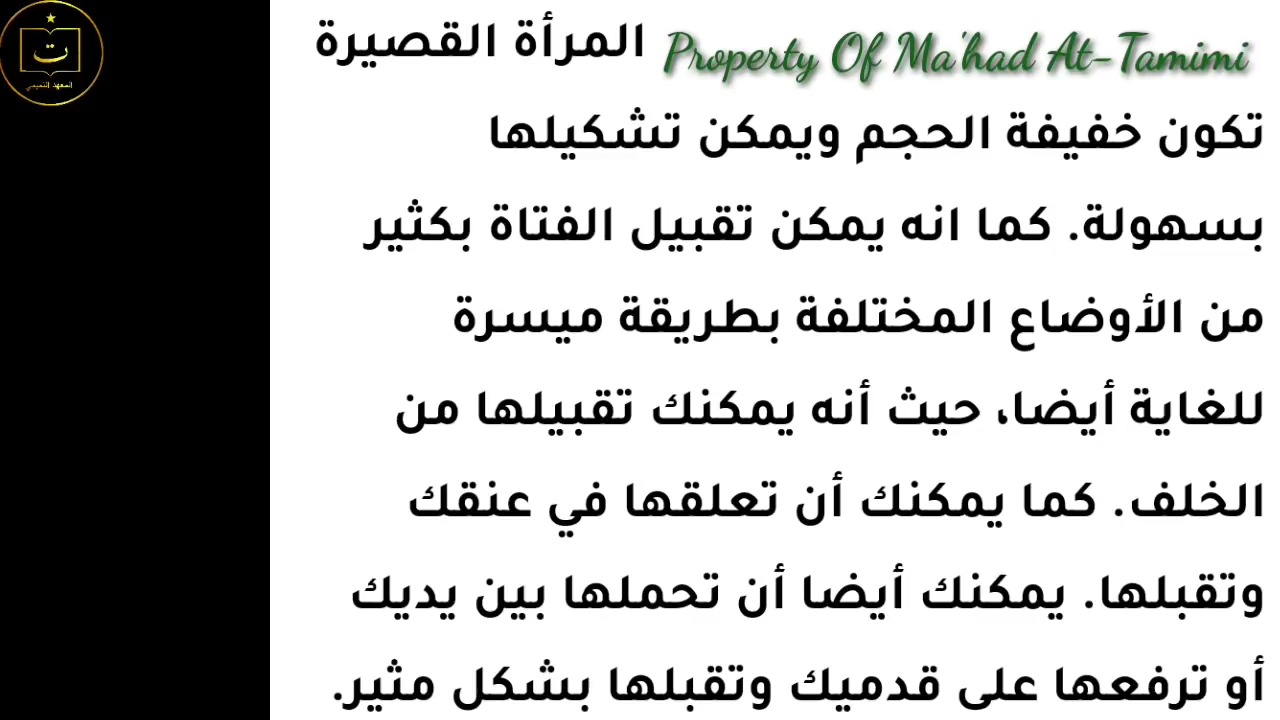 ت
المعهد التميمي
Property Of Ma'had At-Tamimi المرأة القصيرة
تكون خفيفة الحجم ويمكن تشكيلها
بسهولة. كما انه يمكن تقبيل الفتاة بكثير
من الأوضاع المختلفة بطريقة ميسرة
للغاية أيضا، حيث أنه يمكنك تقبيلها من
الخلف. كما يمكنك أن تعلقها في عنقك
وتقبلها. يمكنك أيضا أن تحملها بين يديك
أو ترفعها على قدميك وتقبلها بشكل مثير.